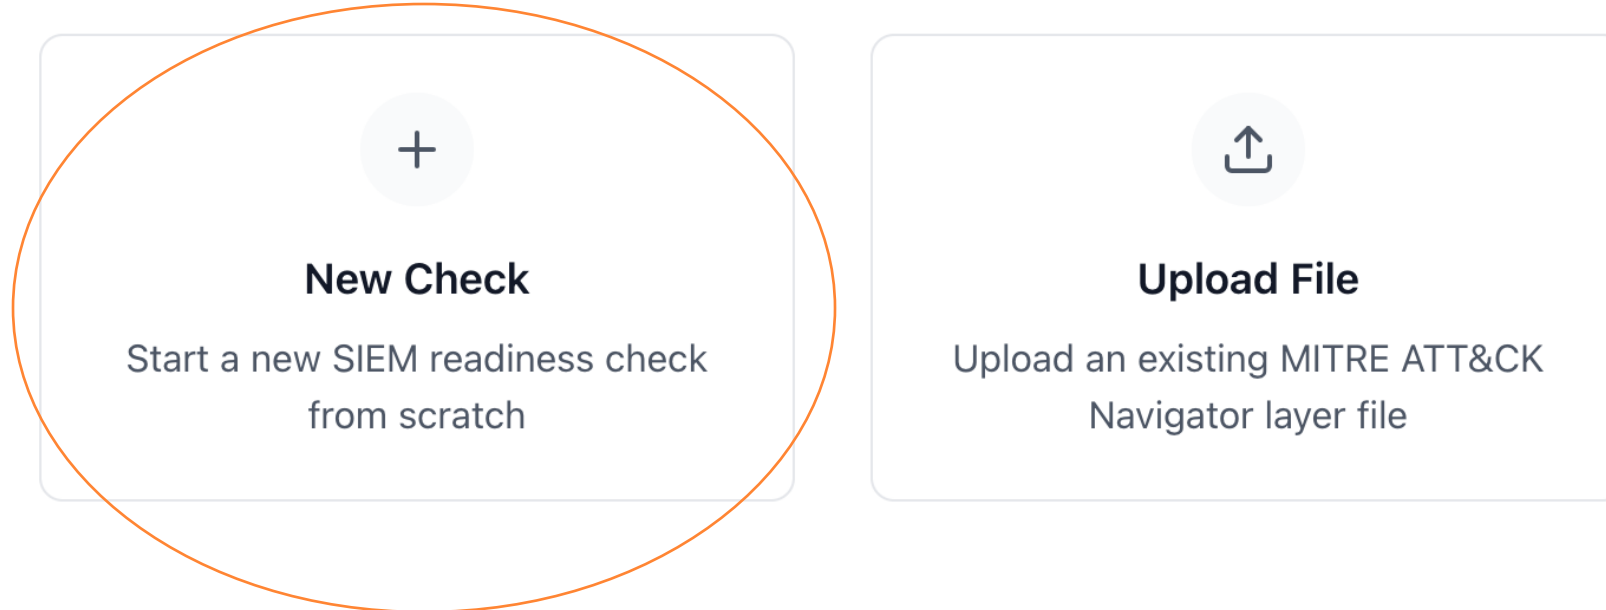 New Check
Start a new SIEM readiness check
from scratch
Upload File
Upload an existing MITRE ATT&CK
Navigator layer file